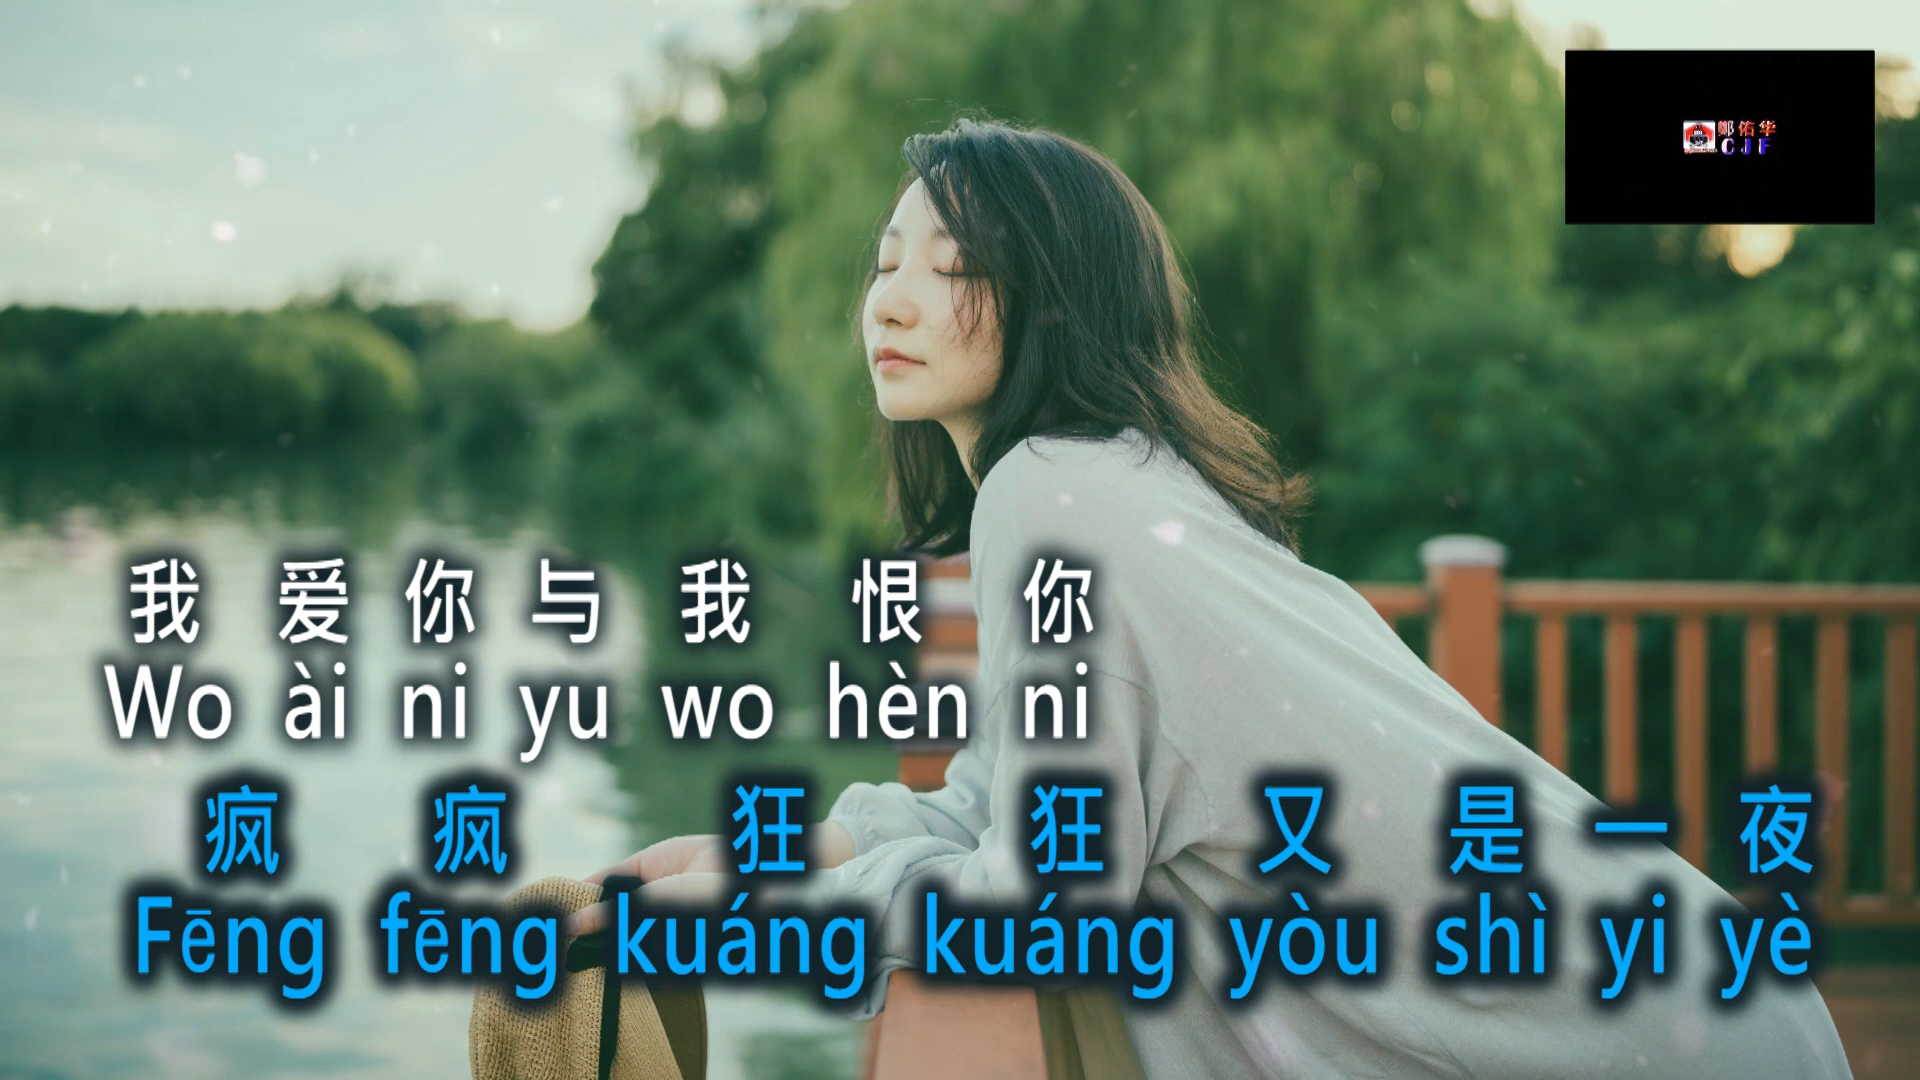 鄭佑华
CJF
我 爱 你 与 我 恨 你
Wo ài ni yu wo hèn ni
疯 疯 狂 狂 又 是 一 夜
Fēng fēng kuáng kuáng yòu shì yi yè